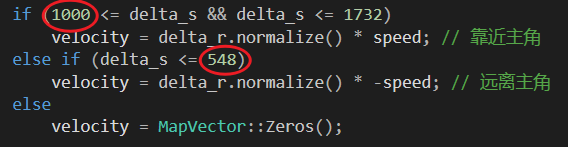 if (1000 <= delta_s && delta_s <= 1732)
velocity = delta_r.normalize() * speed; // 靠近主角
else if (delta_s <= 548)
velocity = delta_r.normalize() * -speed; // 远离主角
else
velocity = MapVector::Zeros();